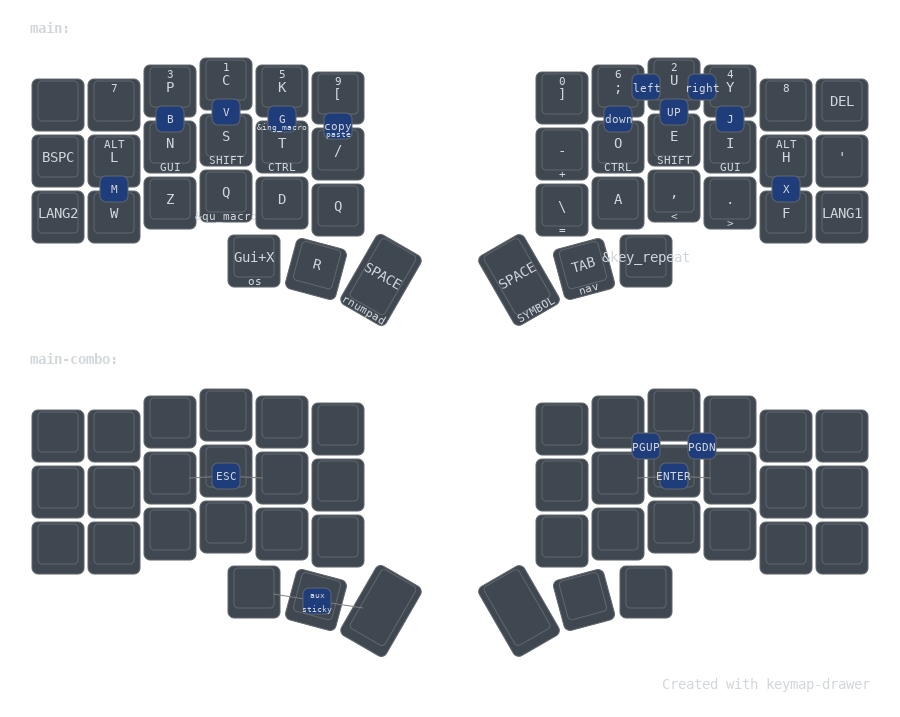 main:
7 3 P 1 C 5 K 9 [
0 ] 6 ; left 2 U right 4 Y 8 DEL
B V G copy
&ing_macro paste
down UP J
BSPC ALT L N GUI S SHIFT T CTRL /
- + O CTRL E SHIFT I GUI ALT H '
M X
LANG2 W Z Q D Q
&qu macro
\ = A , < . > F LANG1
Gui+X os R SPACE rnumpad
SPACE SYMBOL TAB nav &key_repeat
main-combo:
PGUP PGDN
ESC ENTER
aux
sticky
Created with keymap-drawer